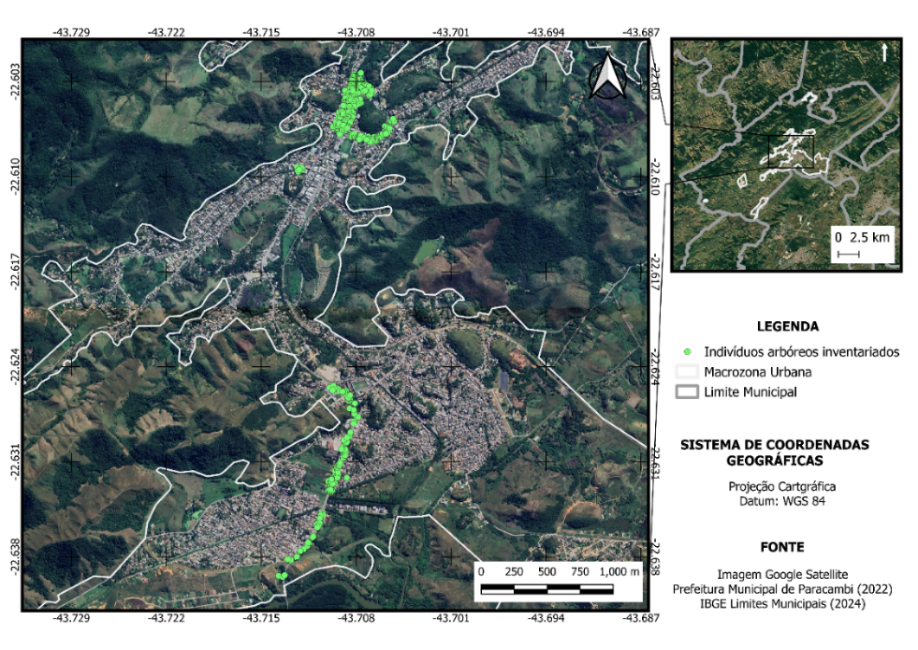 -43.729 -43.722 -43.715 -43.708 -43.701 -43.694 -43.687
-22.603
-22.610
-22.617
-22.624
-22.631
-22.638
-22.603
-22.610
-22.617
-22.624
-22.631
-22.638
0 250 500 750 1,000 m
-43.729 -43.722 -43.715 -43.708 -43.701 -43.694 -43.687
0 2.5 km
LEGENDA
Indivíduos arbóreos inventariados
Macrozona Urbana
Limite Municipal
SISTEMA DE COORDENADAS
GEOGRÁFICAS
Projeção Cartgráfica
Datum: WGS 84
FONTE
Imagem Google Satellite
Prefeitura Municipal de Paracambi (2022)
IBGE Limites Municipais (2024)